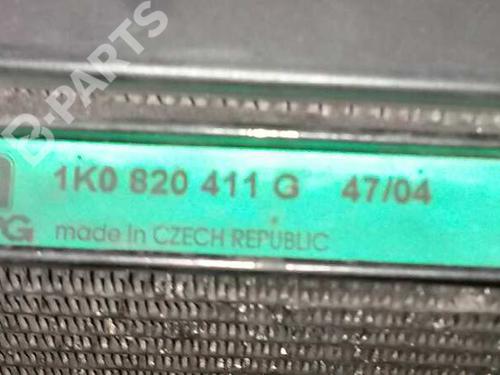 B-PARTS
1K0 820 411 G 47/04
made in CZECH REPUBLIC